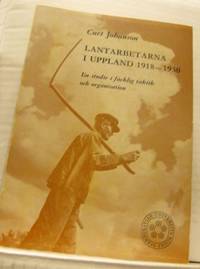 Curt Johanson
LANTARBETARNA
I UPPLAND 1918–1930
En studie i facklig taktik
och organisation